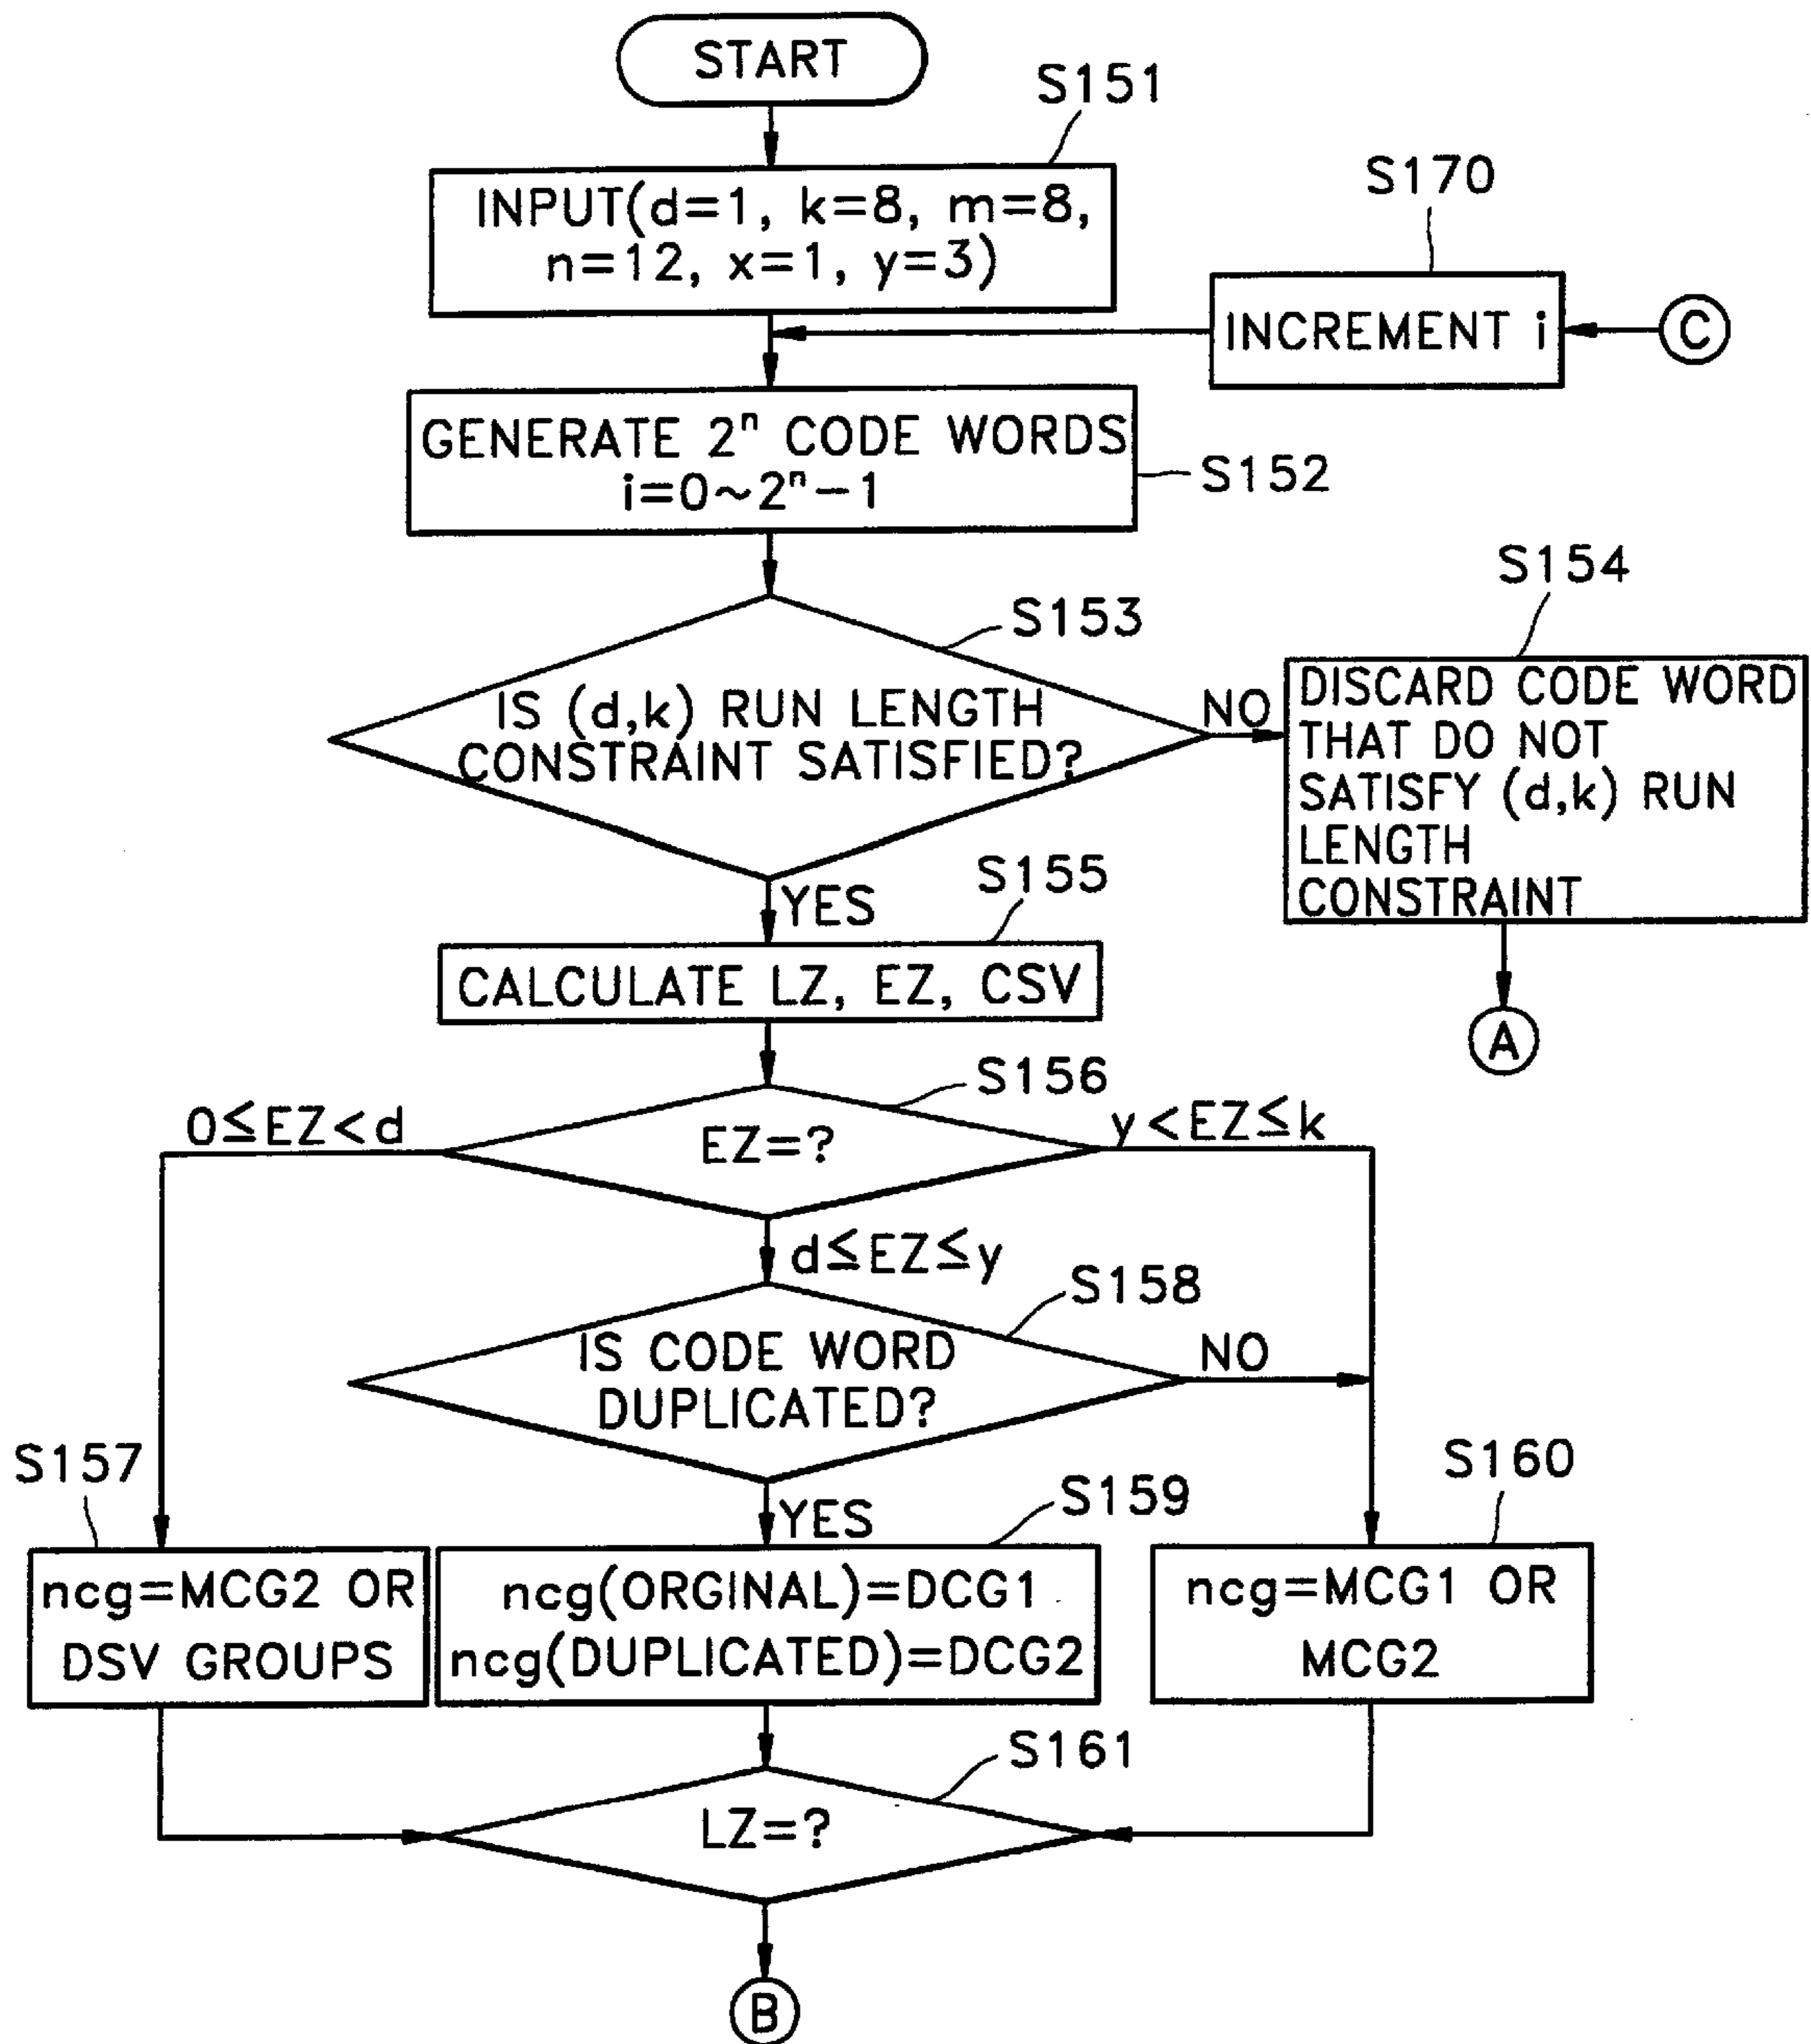 START
S151
INPUT(d=1, k=8, m=8,
n=12, x=1, y=3)
S170
INCREMENT i
C
GENERATE 2ⁿ CODE WORDS
i=0~2ⁿ-1
S152
S153
IS (d,k) RUN LENGTH
CONSTRAINT SATISFIED?
NO
S154
DISCARD CODE WORD
THAT DO NOT
SATISFY (d,k) RUN
LENGTH
CONSTRAINT
A
YES
S155
CALCULATE LZ, EZ, CSV
S156
EZ=?
0≤EZ<d
y<EZ≤k
d≤EZ≤y
S158
IS CODE WORD
DUPLICATED?
NO
YES
S157
ncg=MCG2 OR
DSV GROUPS
S159
ncg(ORGINAL)=DCG1
ncg(DUPLICATED)=DCG2
S160
ncg=MCG1 OR
MCG2
S161
LZ=?
B